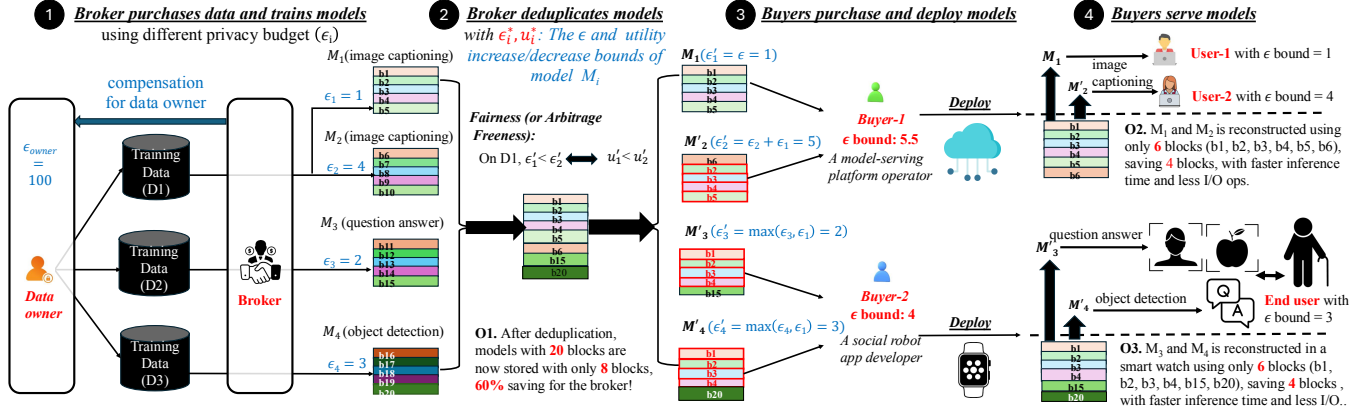 1 Broker purchases data and trains models
using different privacy budget (ϵi)
compensation
for data owner
ϵowner
=
100
Data
owner
Training
Data
(D1)
Training
Data
(D2)
Training
Data
(D3)
Broker
M1(image captioning)
ϵ1 = 1
b1
b2
b3
b4
b5
M2 (image captioning)
ϵ2 = 4
b6
b7
b8
b9
b10
M3 (question answer)
ϵ3 = 2
b11
b12
b13
b14
b15
M4 (object detection)
ϵ4 = 3
b16
b17
b18
b19
b20
2 Broker deduplicates models
with ϵi*, ui*: The ϵ and utility
increase/decrease bounds of
model Mi
Fairness (or Arbitrage
Freeness):
On D1, ϵ1′< ϵ2′ u1′< u2′
b1
b2
b3
b4
b5
b6
b15
b20
O1. After deduplication,
models with 20 blocks are
now stored with only 8 blocks,
60% saving for the broker!
3 Buyers purchase and deploy models
M1(ϵ1′ = ϵ = 1)
b1
b2
b3
b4
b5
M′2 (ϵ2′ = ϵ2 + ϵ1 = 5)
b6
b2
b3
b4
b5
Buyer-1
ϵ bound: 5.5
A model-serving
platform operator
Deploy
M′3 (ϵ3′ = max(ϵ3, ϵ1) = 2)
b1
b2
b3
b4
b15
M′4 (ϵ4′ = max(ϵ4, ϵ1) = 3)
b1
b2
b3
b4
b20
Buyer-2
ϵ bound: 4
A social robot
app developer
Deploy
4 Buyers serve models
M1
image
captioning
M′2
User-1 with ϵ bound = 1
User-2 with ϵ bound = 4
b1
b2
b3
b4
b5
b6
O2. M1 and M2 is reconstructed using
only 6 blocks (b1, b2, b3, b4, b5, b6),
saving 4 blocks, with faster inference
time and less I/O ops.
M′3
question answer
M′4
object detection
Q
A
End user with
ϵ bound = 3
b1
b2
b3
b4
b15
b20
O3. M3 and M4 is reconstructed in a
smart watch using only 6 blocks (b1,
b2, b3, b4, b15, b20), saving 4 blocks ,
with faster inference time and less I/O..